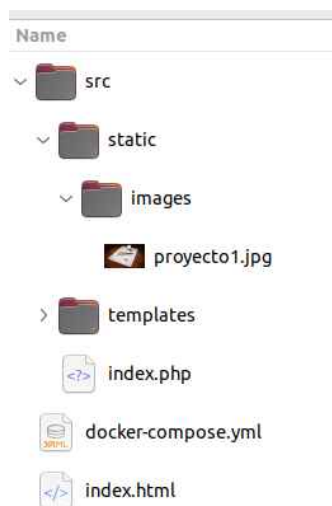 Name
src
static
images
proyecto1.jpg
templates
index.php
docker-compose.yml
index.html